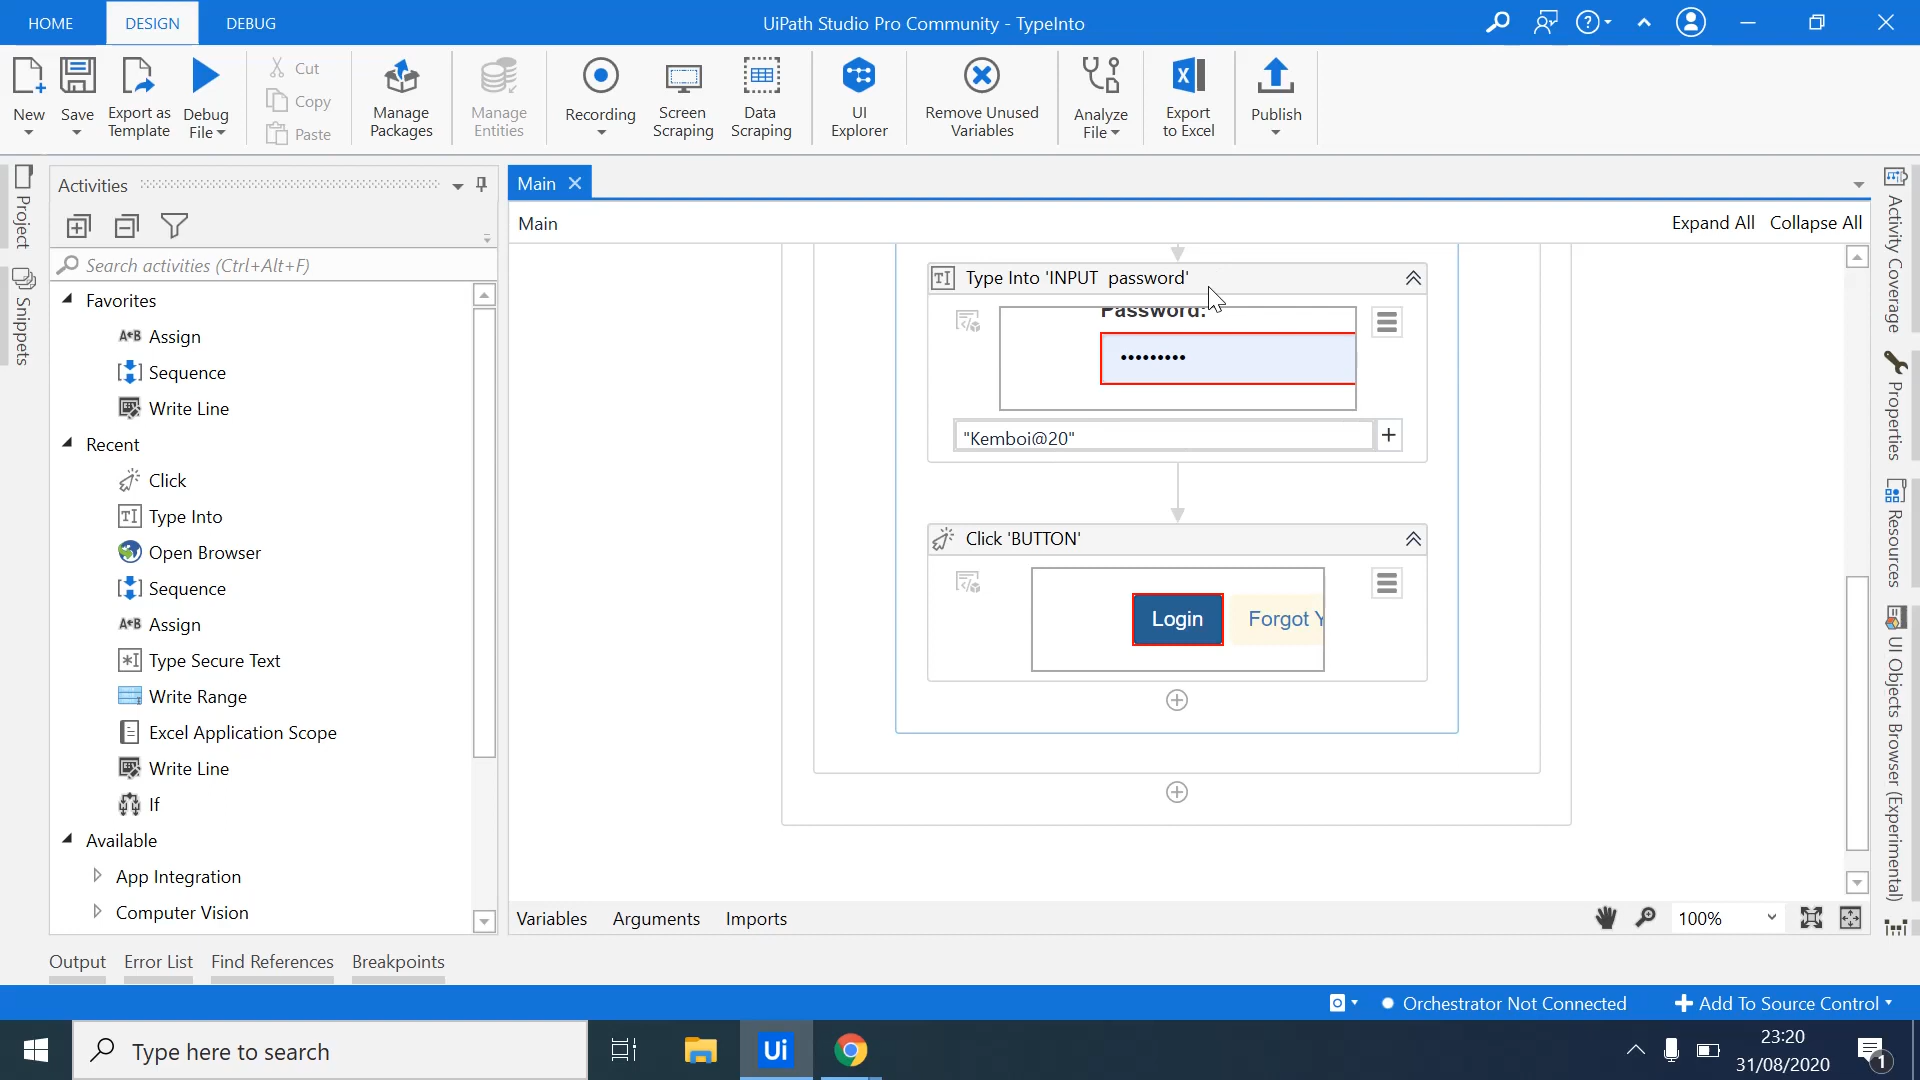 HOME DESIGN DEBUG UiPath Studio Pro Community - TypeInto
New Save Export as Template Debug File Cut Copy Paste Manage Packages Manage Entities Recording Screen Scraping Data Scraping UI Explorer Remove Unused Variables Analyze File Export to Excel Publish
Project
Snippets
Activities
Search activities (Ctrl+Alt+F)
Favorites
Assign
Sequence
Write Line
Recent
Click
Type Into
Open Browser
Sequence
Assign
Type Secure Text
Write Range
Excel Application Scope
Write Line
If
Available
App Integration
Computer Vision
Main
Main Expand All Collapse All
Type Into 'INPUT password'
Password:
"Kemboi@20"
Click 'BUTTON'
Login Forgot Y
Variables Arguments Imports 100%
Activity Coverage
Properties
Resources
UI Objects Browser (Experimental)
Output Error List Find References Breakpoints
Orchestrator Not Connected Add To Source Control
Type here to search
Ui
23:20
31/08/2020
1